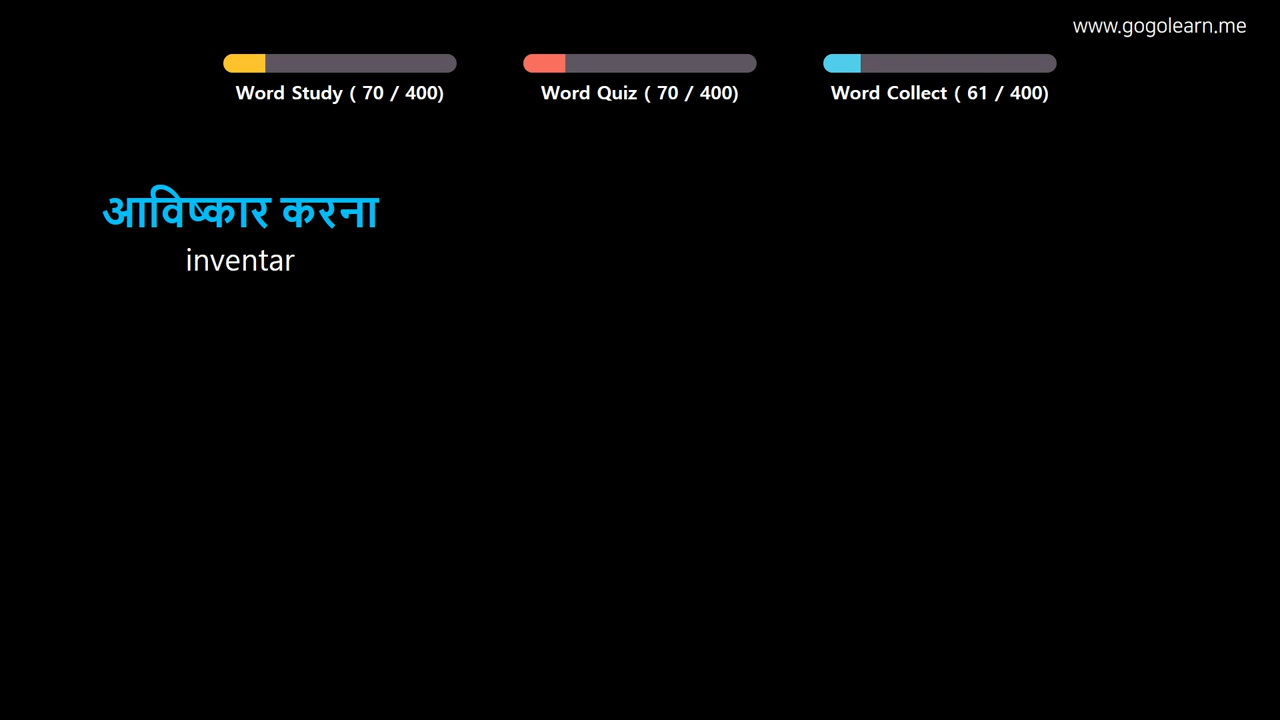 www.gogolearn.me
Word Study ( 70 / 400)
Word Quiz ( 70 / 400)
Word Collect ( 61 / 400)
आविष्कार करना
inventar